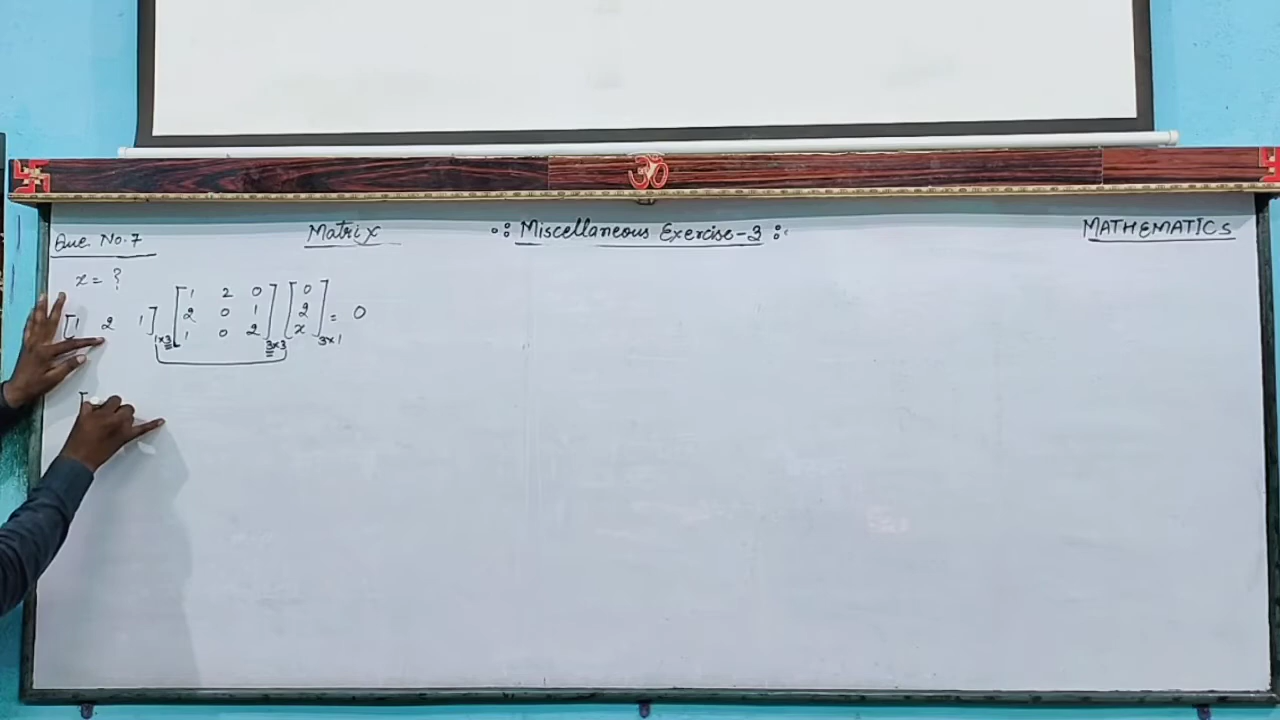 Que. No. 7
Matrix
Miscellaneous Exercise-3
MATHEMATICS
x = ?
[1 2 1]1×3 [1 2 0
2 0 1
1 0 2]3×3 [0
2
x]3×1 = 0
[
ॐ